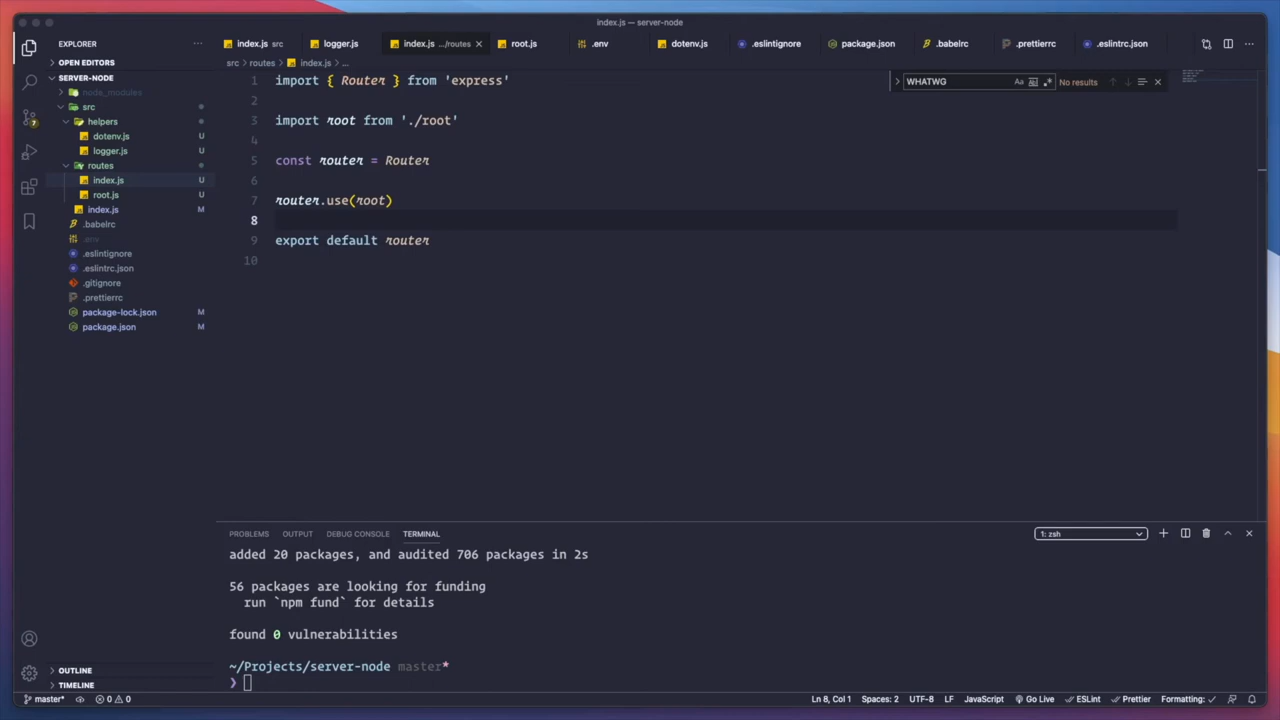 index.js — server-node
EXPLORER
index.js src
logger.js
index.js .../routes
root.js
.env
dotenv.js
.eslintignore
package.json
.babelrc
.prettierrc
.eslintrc.json
OPEN EDITORS
SERVER-NODE
node_modules
src
helpers
dotenv.js U
logger.js U
routes
index.js U
root.js U
index.js M
.babelrc
.env
.eslintignore
.eslintrc.json
.gitignore
.prettierrc
package-lock.json M
package.json M
OUTLINE
TIMELINE
7
src › routes › index.js › ...
WHATWG
Aa
No results
1 import { Router } from 'express'
2
3 import root from './root'
4
5 const router = Router
6
7 router.use(root)
8
9 export default router
10
PROBLEMS OUTPUT DEBUG CONSOLE TERMINAL
1: zsh
added 20 packages, and audited 706 packages in 2s
56 packages are looking for funding
run `npm fund` for details
found 0 vulnerabilities
~/Projects/server-node master*
❯
master* 0 0
Ln 8, Col 1 Spaces: 2 UTF-8 LF JavaScript Go Live ESLint Prettier Formatting: ✓